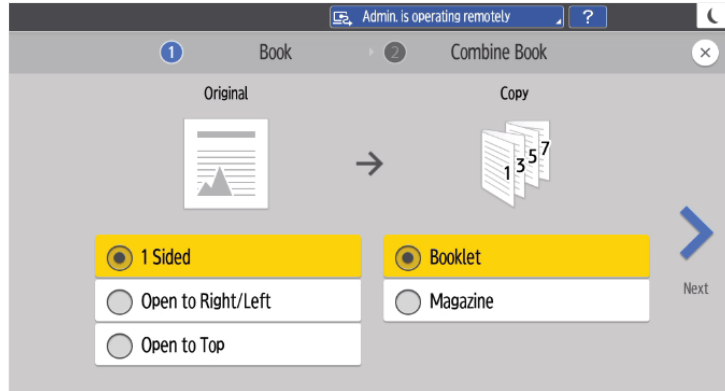 Admin. is operating remotely ?
1 Book 2 Combine Book
Original
Copy
1 3 5 7
1 Sided
Open to Right/Left
Open to Top
Booklet
Magazine
Next